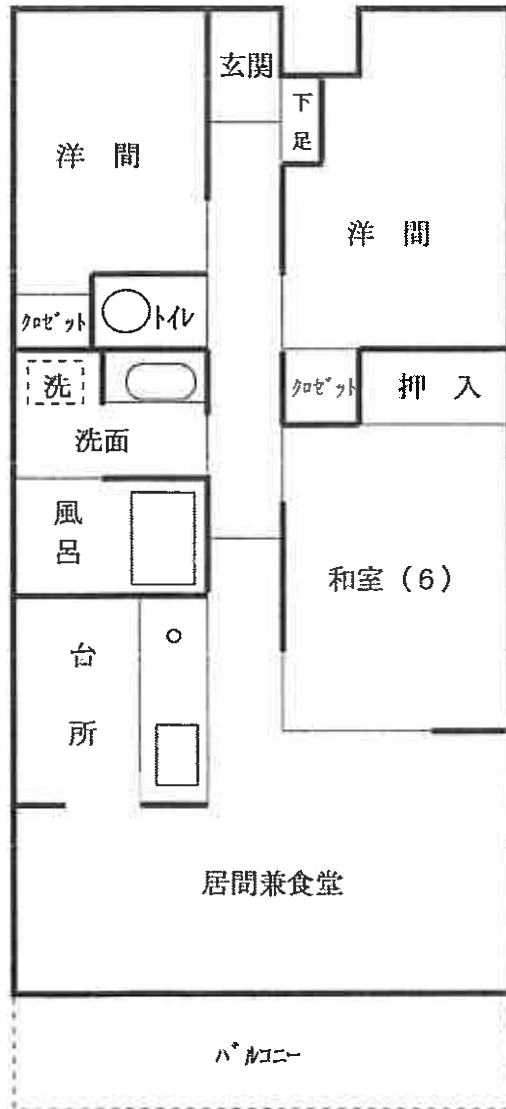 玄関
下足
洋 間
洋 間
クロゼット
トイレ
洗
クロゼット
押 入
洗面
風呂
和室(6)
台所
居間兼食堂
バルコニー